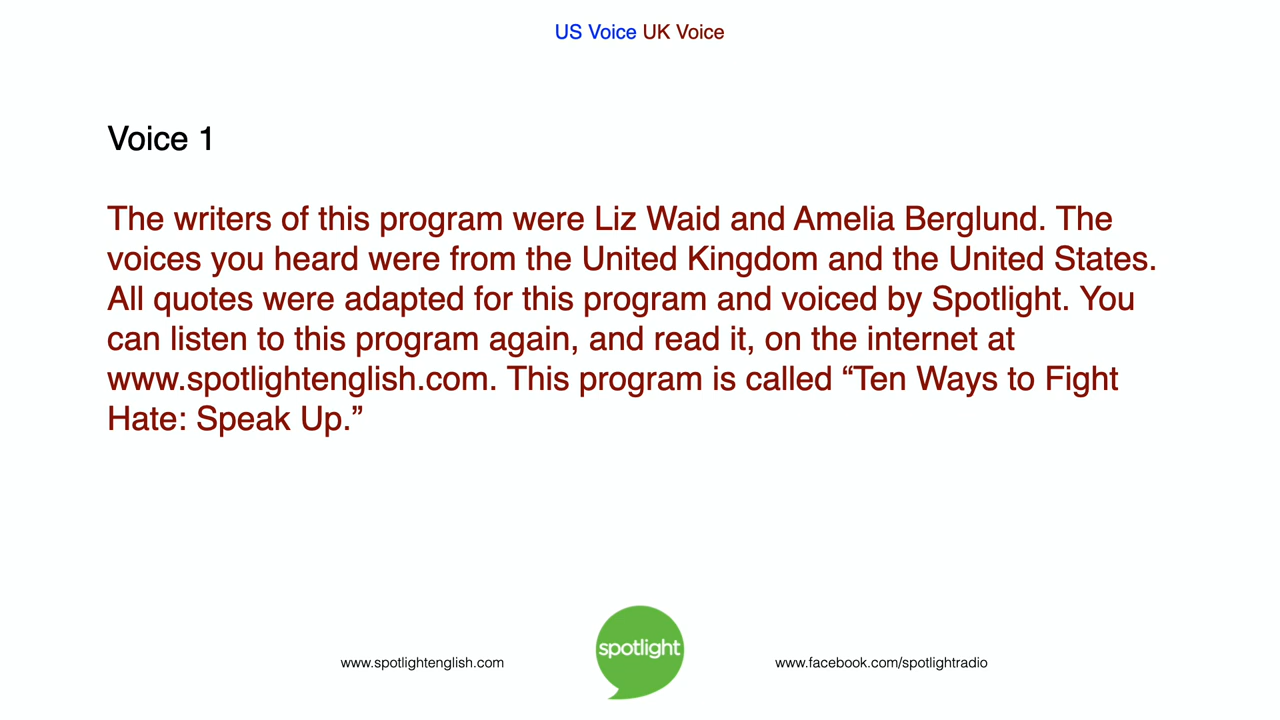 US Voice UK Voice
Voice 1
The writers of this program were Liz Waid and Amelia Berglund. The
voices you heard were from the United Kingdom and the United States.
All quotes were adapted for this program and voiced by Spotlight. You
can listen to this program again, and read it, on the internet at
www.spotlightenglish.com. This program is called “Ten Ways to Fight
Hate: Speak Up.”
www.spotlightenglish.com
spotlight
www.facebook.com/spotlightradio